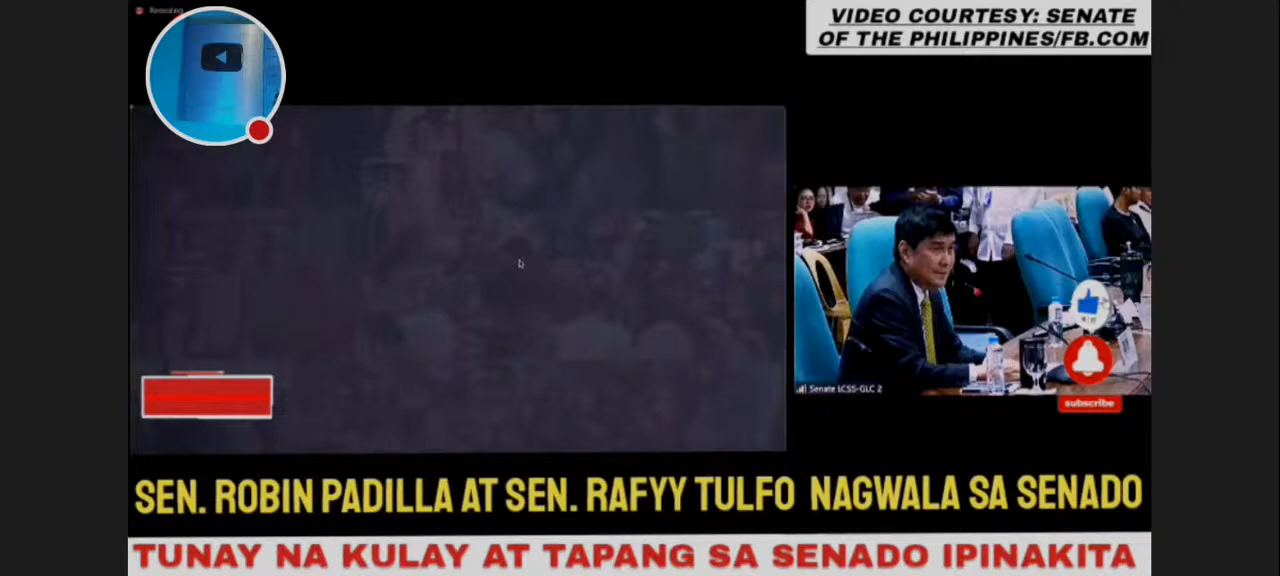 Recording
VIDEO COURTESY: SENATE
OF THE PHILIPPINES/FB.COM
Senate LCSS-GLC 2
subscribe
SEN. ROBIN PADILLA AT SEN. RAFYY TULFO NAGWALA SA SENADO
TUNAY NA KULAY AT TAPANG SA SENADO IPINAKITA